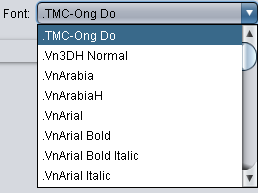 Font: .TMC-Ong Do
.TMC-Ong Do
.Vn3DH Normal
.VnArabia
.VnArabiaH
.VnArial
.VnArial Bold
.VnArial Bold Italic
.VnArial Italic